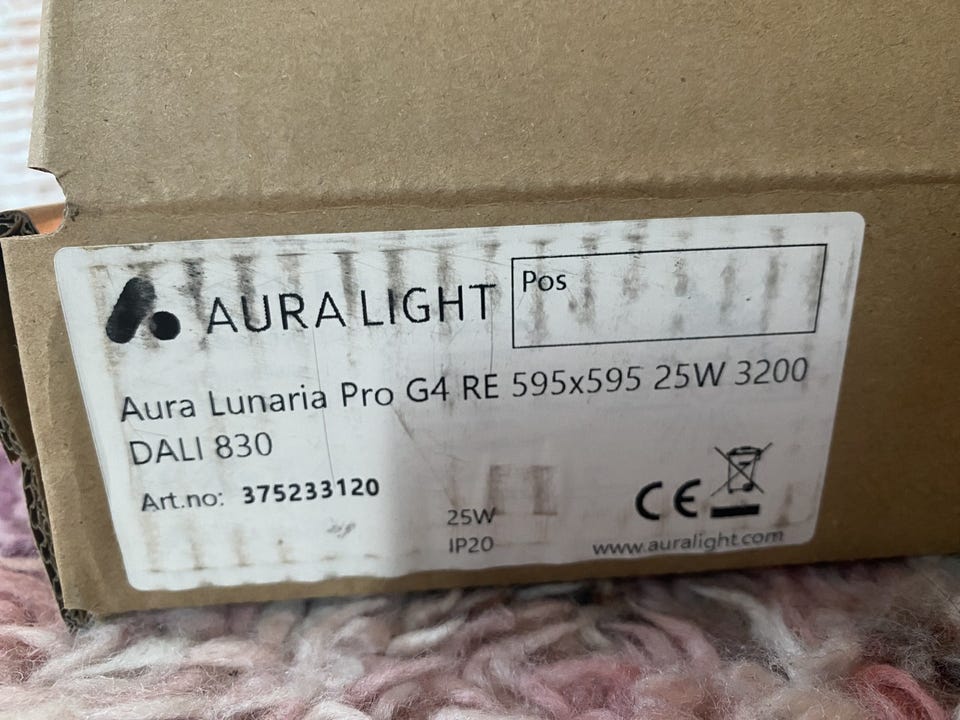 AURA LIGHT
Pos
Aura Lunaria Pro G4 RE 595x595 25W 3200
DALI 830
Art.no: 375233120
25W
IP20
CE
www.auralight.com